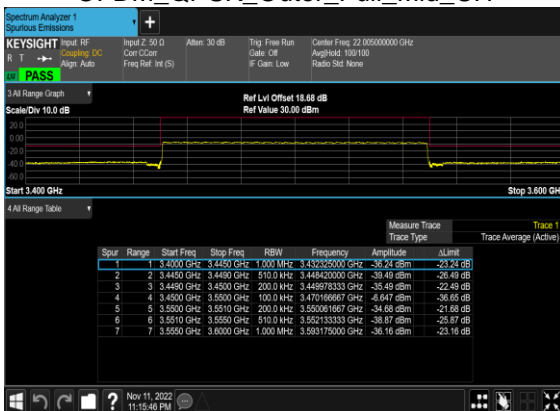 Spectrum Analyzer 1
Spurious Emissions
+
KEYSIGHT
R T
Input: RF
Coupling: DC
Align: Auto
Input Z: 50 Ω
Corr CCorr
Freq Ref: Int (S)
Atten: 30 dB
Trig: Free Run
Gate: Off
IF Gain: Low
Center Freq: 22.005000000 GHz
Avg|Hold: 100/100
Radio Std: None
PASS
3 All Range Graph
Scale/Div 10.0 dB
Ref Lvl Offset 18.68 dB
Ref Value 30.00 dBm
20.0
0.00
-20.0
-40.0
-60.0
Start 3.400 GHz
Stop 3.600 GH
4 All Range Table
Measure Trace Trace 1
Trace Type Trace Average (Active)
Spur Range Start Freq Stop Freq RBW Frequency Amplitude ΔLimit
1 1 3.4000 GHz 3.4450 GHz 1.000 MHz 3.432325000 GHz -36.24 dBm -23.24 dB
2 2 3.4450 GHz 3.4490 GHz 510.0 kHz 3.448420000 GHz -39.49 dBm -26.49 dB
3 3 3.4490 GHz 3.4500 GHz 200.0 kHz 3.449978333 GHz -35.49 dBm -22.49 dB
4 4 3.4500 GHz 3.5500 GHz 100.0 kHz 3.470166667 GHz -6.647 dBm -36.65 dB
5 5 3.5500 GHz 3.5510 GHz 200.0 kHz 3.550061667 GHz -34.68 dBm -21.68 dB
6 6 3.5510 GHz 3.5550 GHz 510.0 kHz 3.552133333 GHz -38.87 dBm -25.87 dB
7 7 3.5550 GHz 3.6000 GHz 1.000 MHz 3.593175000 GHz -36.16 dBm -23.16 dB
?
Nov 11, 2022
11:15:46 PM